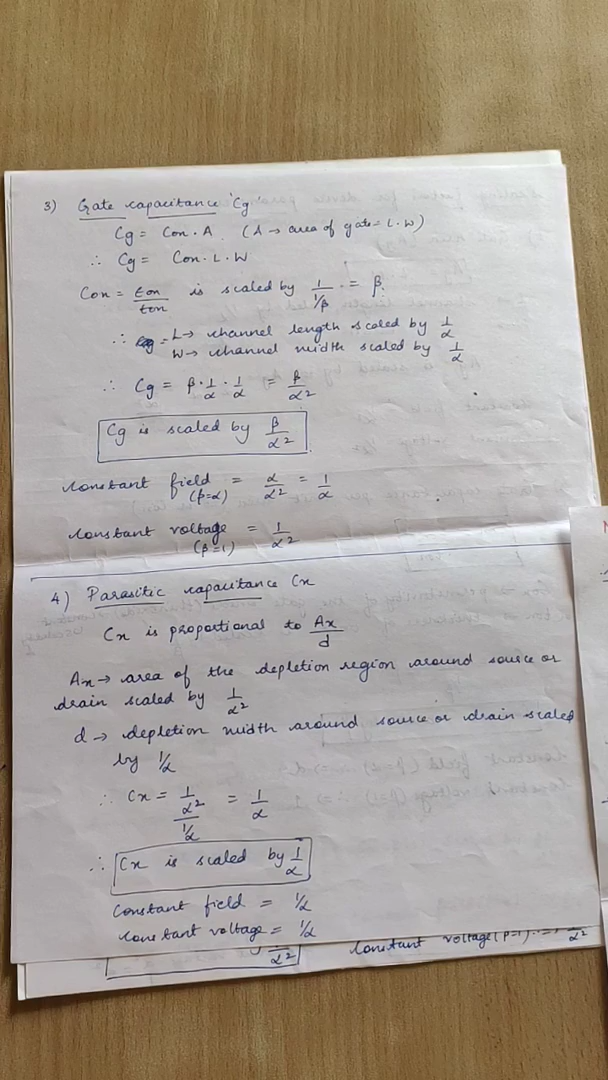 3) Gate capacitance 'Cg'
Cg = Con . A. (A → area of gate = L . W)
∴ Cg = Con . L . W
Con = εon/ton is scaled by 1/(1/β) . = β.
∴ L → channel length scaled by 1/α
W → channel width scaled by 1/α
∴ Cg = β . 1/α . 1/α = β/α²
Cg is scaled by β/α²
Constant field (β=α) = α/α² = 1/α
Constant voltage (β=1) = 1/α²
4) Parasitic capacitance Cx
Cx is proportional to Ax/d
Ax → area of the depletion region around source or
drain scaled by 1/α²
d → depletion width around source or drain scaled
by 1/α
∴ Cx = (1/α²)/(1/α) = 1/α
∴ Cx is scaled by 1/α
Constant field = 1/α
Constant voltage = 1/α
Constant voltage (β=1)
α²
α²